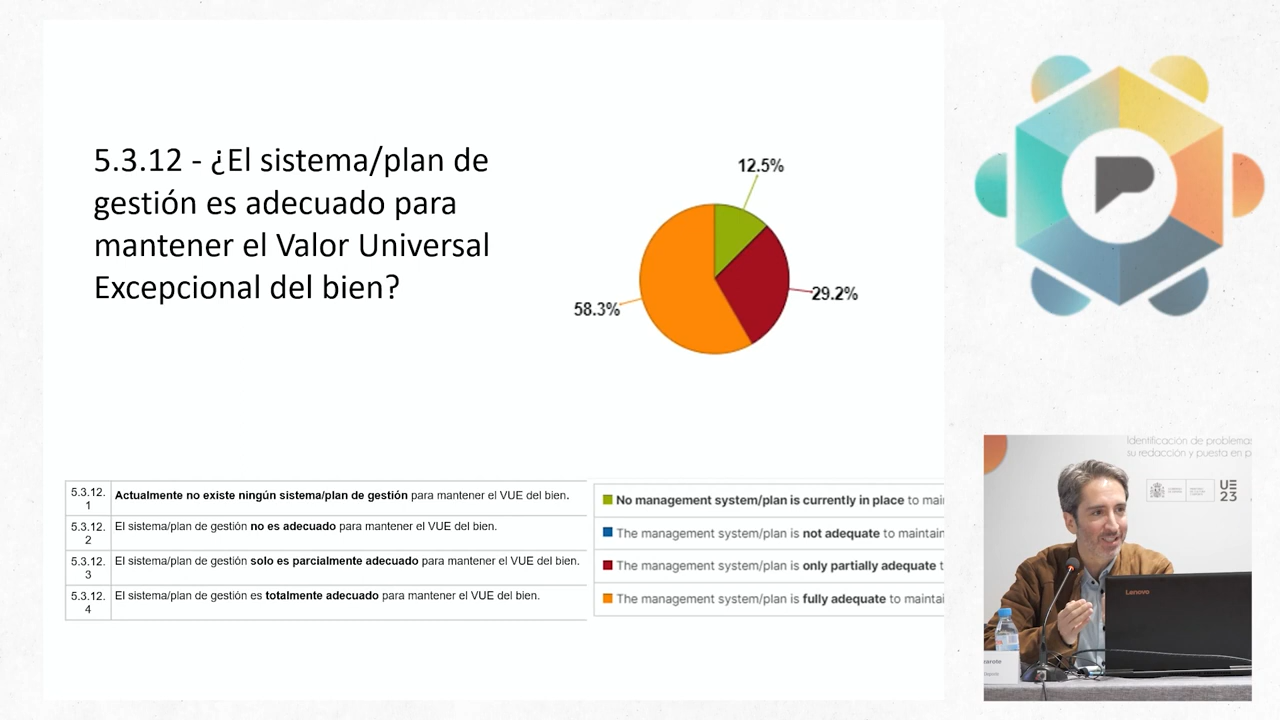 5.3.12 - ¿El sistema/plan de
gestión es adecuado para
mantener el Valor Universal
Excepcional del bien?
12.5%
29.2%
58.3%
5.3.12.
1
Actualmente no existe ningún sistema/plan de gestión para mantener el VUE del bien.
5.3.12.
2
El sistema/plan de gestión no es adecuado para mantener el VUE del bien.
5.3.12.
3
El sistema/plan de gestión solo es parcialmente adecuado para mantener el VUE del bien.
5.3.12.
4
El sistema/plan de gestión es totalmente adecuado para mantener el VUE del bien.
No management system/plan is currently in place to
The management system/plan is not adequate to maintain
The management system/plan is only partially adequate
The management system/plan is fully adequate to
Identificación de problemas
su redacción y puesta en
UE
23
Lenovo